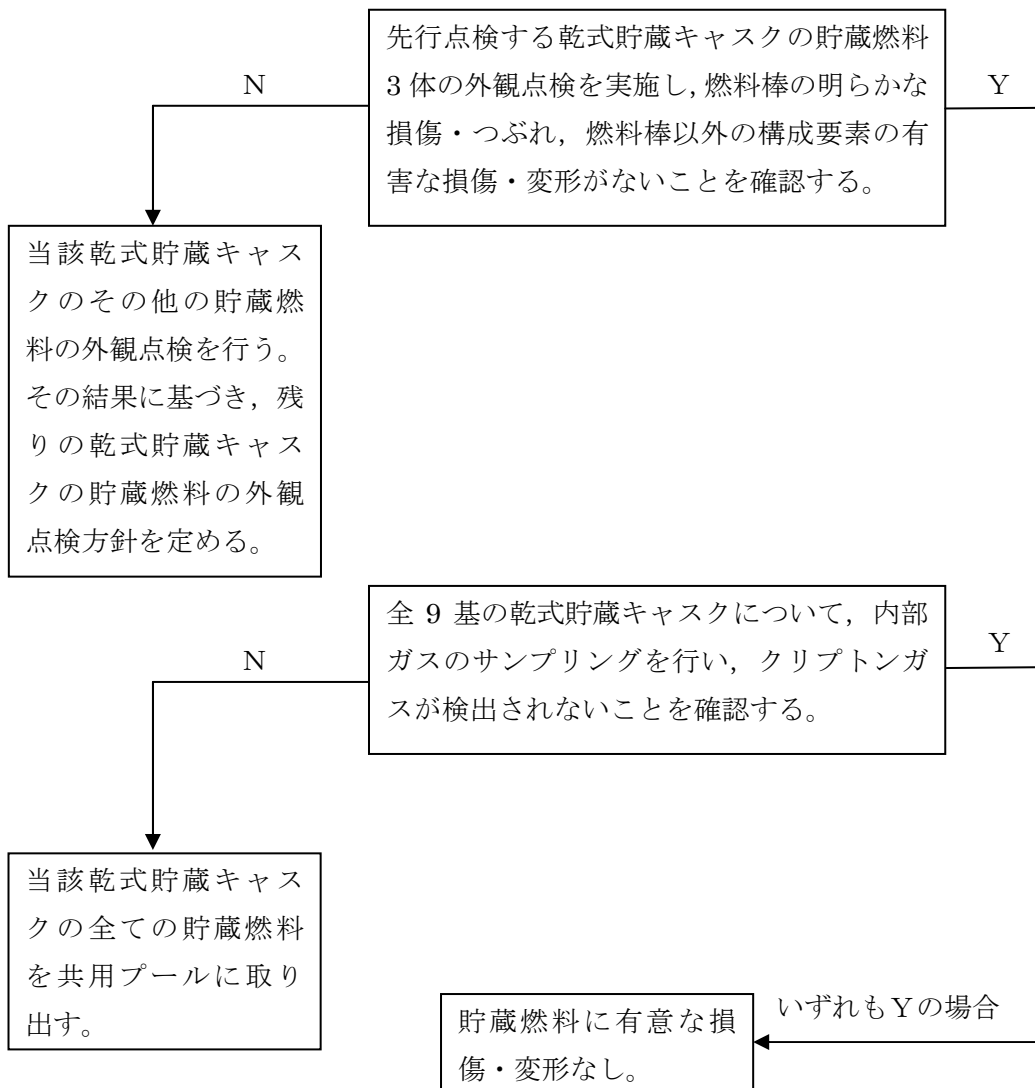 先行点検する乾式貯蔵キャスクの貯蔵燃料
3体の外観点検を実施し,燃料棒の明らかな
損傷・つぶれ，燃料棒以外の構成要素の有
害な損傷・変形がないことを確認する。
N
Y
当該乾式貯蔵キャス
クのその他の貯蔵燃
料の外観点検を行う。
その結果に基づき，残
りの乾式貯蔵キャス
クの貯蔵燃料の外観
点検方針を定める。
全 9 基の乾式貯蔵キャスクについて，内部
ガスのサンプリングを行い，クリプトンガ
スが検出されないことを確認する。
N
Y
当該乾式貯蔵キャス
クの全ての貯蔵燃料
を共用プールに取り
出す。
いずれもＹの場合
貯蔵燃料に有意な損
傷・変形なし。